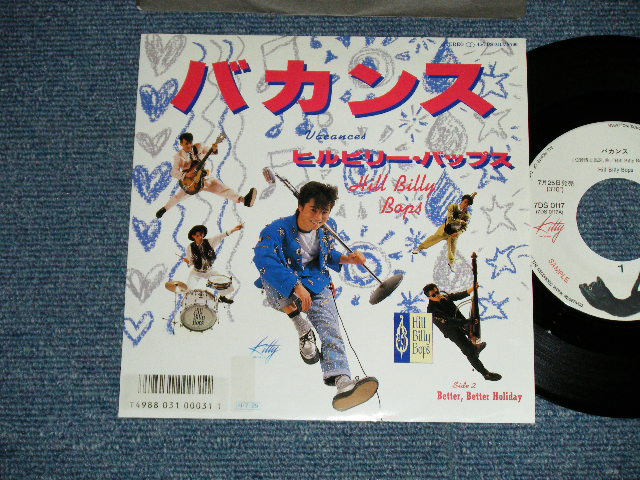 バカンス
Vacances
ヒルビリー・バップス
Hill Billy
Bops
Hill
Billy
Bops
Kitty
Side 2
Better, Better Holiday
T4988 031 00031 1
バカンス
Hill Billy Bops
7月25日発売
7DS 0117
(7DS 0117A)
Kitty
SAMPLE
1